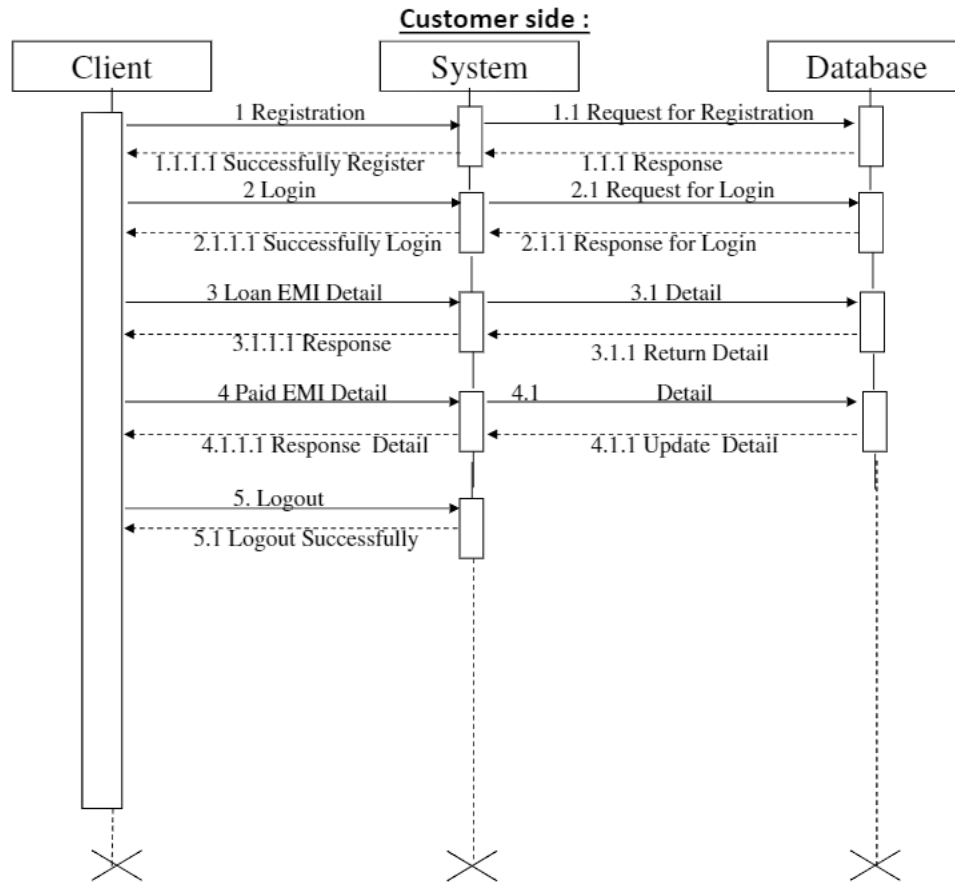 Customer side :
Client
System
Database
1 Registration
1.1 Request for Registration
1.1.1.1 Successfully Register
1.1.1 Response
2 Login
2.1 Request for Login
2.1.1.1 Successfully Login
2.1.1 Response for Login
3 Loan EMI Detail
3.1 Detail
3.1.1.1 Response
3.1.1 Return Detail
4 Paid EMI Detail
4.1 Detail
4.1.1.1 Response Detail
4.1.1 Update Detail
5. Logout
5.1 Logout Successfully